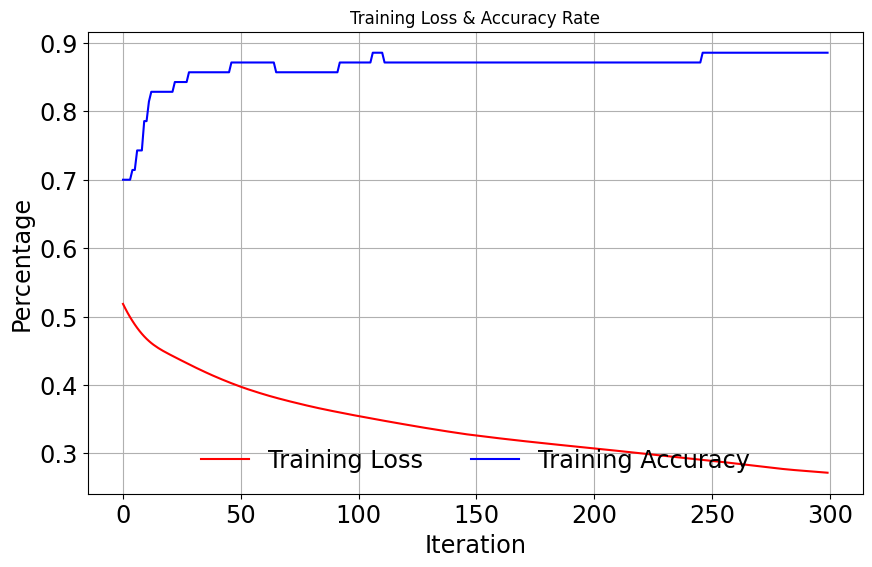 Training Loss & Accuracy Rate
Percentage
0.9
0.8
0.7
0.6
0.5
0.4
0.3
Training Loss
Training Accuracy
0 50 100 150 200 250 300
Iteration